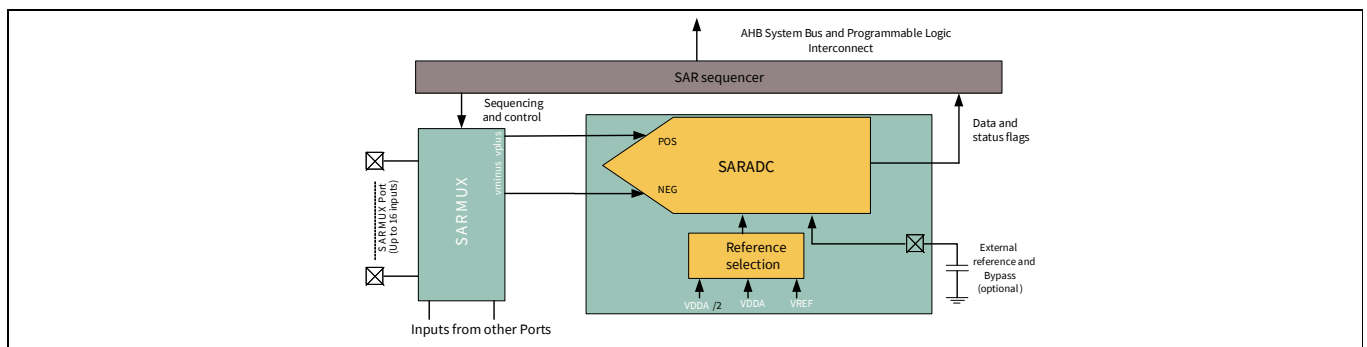 AHB System Bus and Programmable Logic
Interconnect
SAR sequencer
Sequencing
and control
Data and
status flags
vminus vplus
POS
SARADC
NEG
SARMUX
SARMUX Port
(Up to 16 inputs)
Reference
selection
External
reference and
Bypass
(optional)
VDDA /2 VDDA VREF
Inputs from other Ports